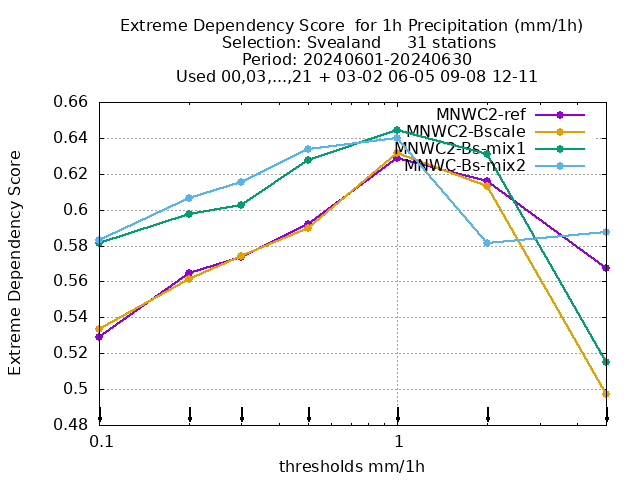 Extreme Dependency Score  for 1h Precipitation (mm/1h)
Selection: Svealand     31 stations
Period: 20240601-20240630
Used 00,03,...,21 + 03-02 06-05 09-08 12-11
Extreme Dependency Score
0.66
0.64
0.62
0.6
0.58
0.56
0.54
0.52
0.5
0.48
MNWC2-ref
MNWC2-Bscale
MNWC2-Bs-mix1
MNWC-Bs-mix2
0.1
1
thresholds mm/1h